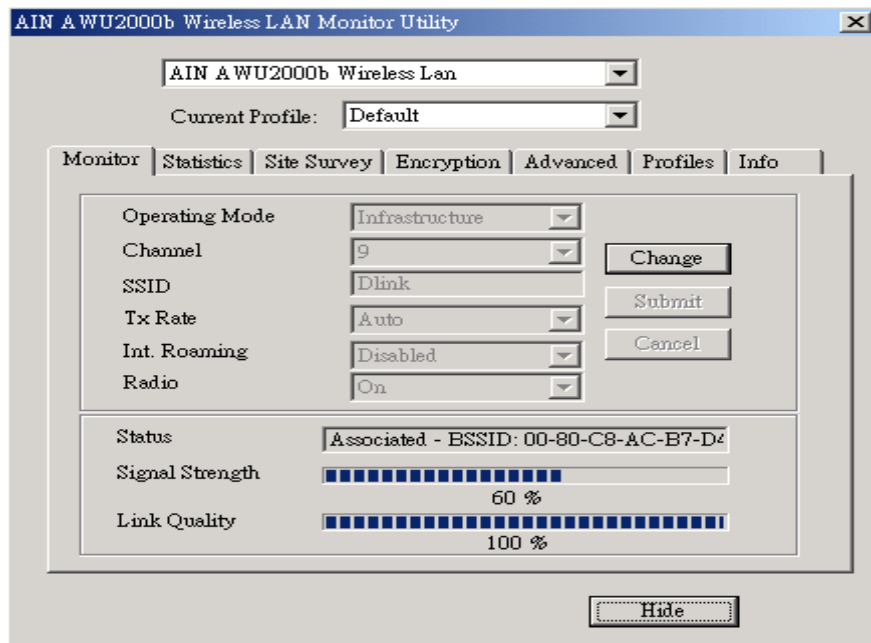 AIN AWU2000b Wireless LAN Monitor Utility
AIN AWU2000b Wireless Lan
Current Profile: Default
Monitor Statistics Site Survey Encryption Advanced Profiles Info
Operating Mode Infrastructure
Channel 9
Change
SSID Dlink
Submit
Tx Rate Auto
Cancel
Int. Roaming Disabled
Radio On
Status Associated - BSSID: 00-80-C8-AC-B7-D4
Signal Strength
60 %
Link Quality
100 %
Hide